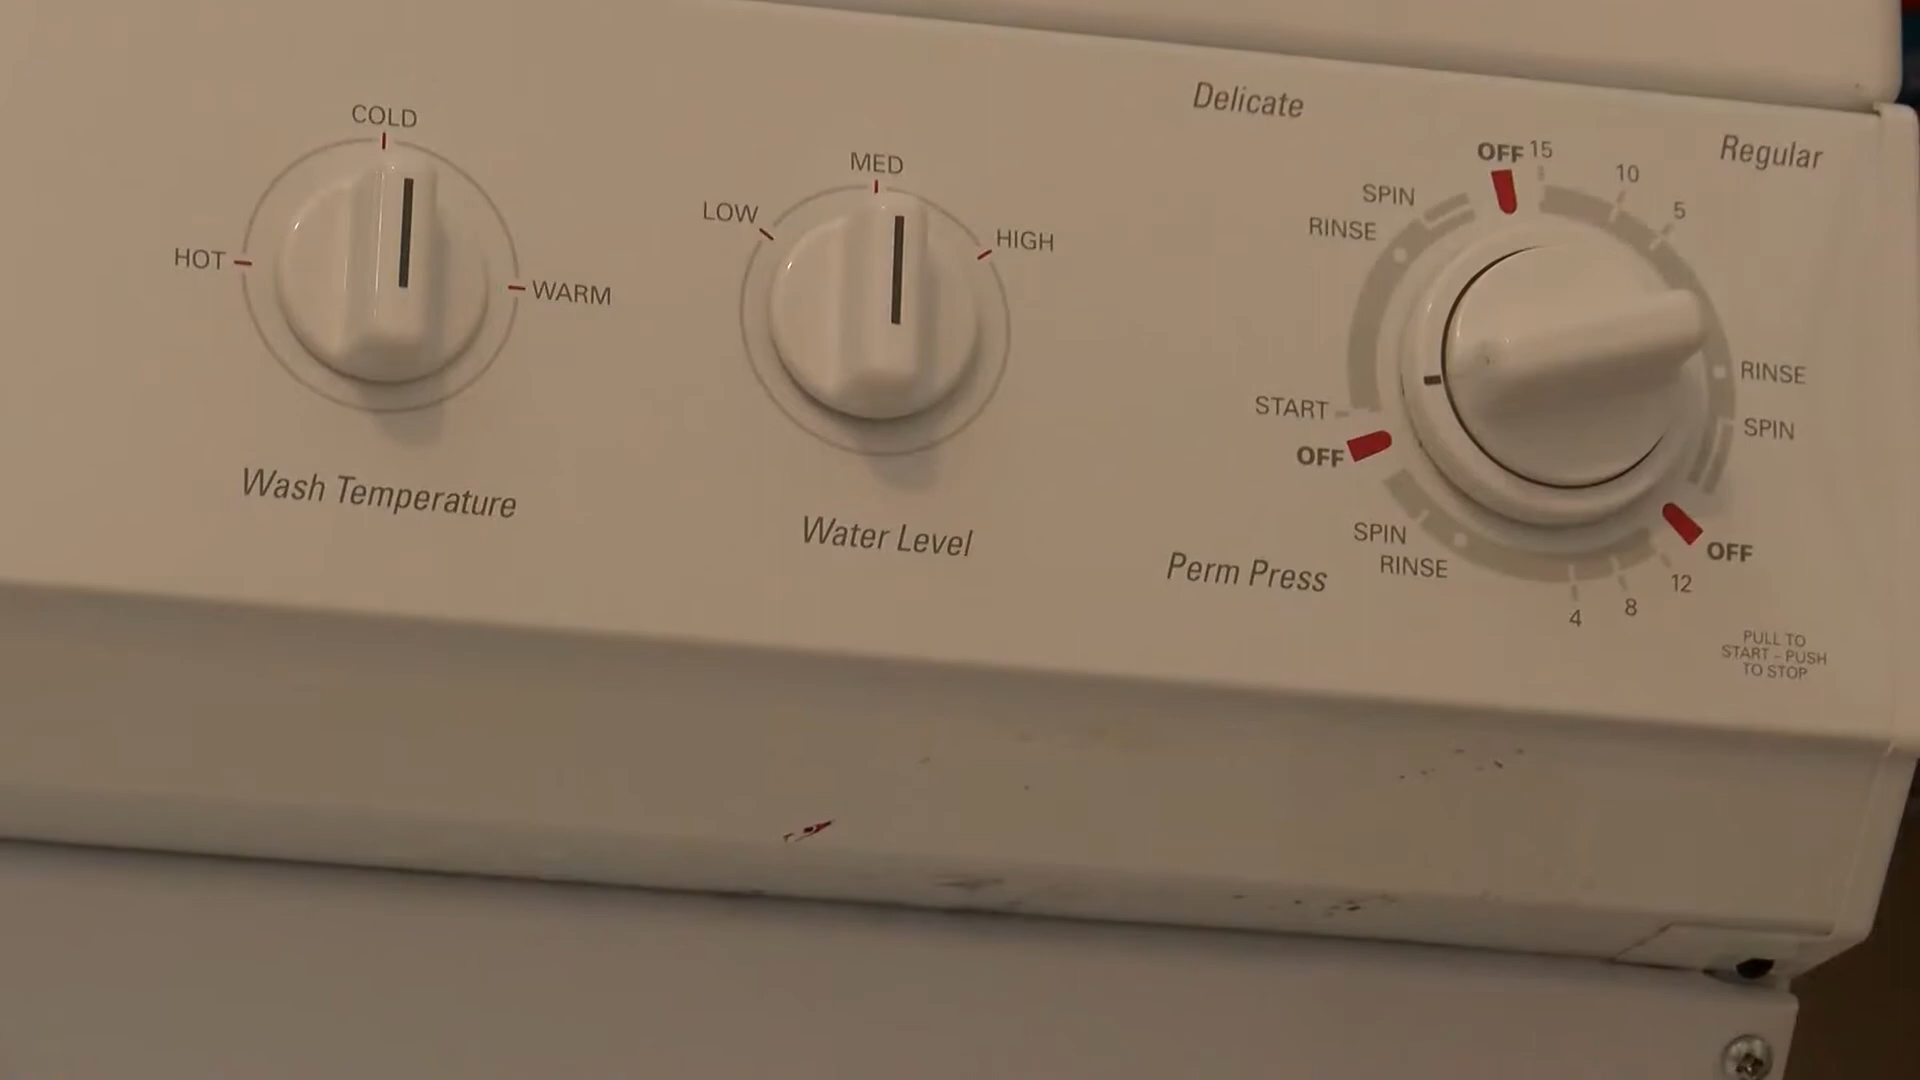 COLD
HOT
WARM
Wash Temperature
MED
LOW
HIGH
Water Level
Delicate
Regular
OFF 15
10
5
SPIN
RINSE
RINSE
SPIN
START
OFF
OFF
SPIN
RINSE
12
8
4
Perm Press
PULL TO
START - PUSH
TO STOP